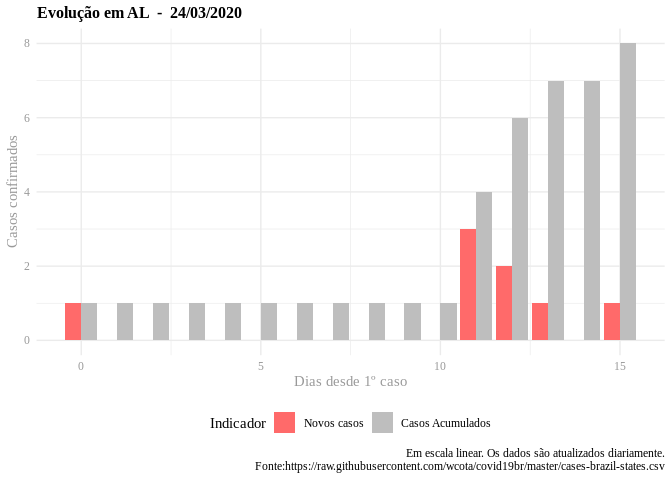 Evolução em AL  -  24/03/2020
Casos confirmados
8
6
4
2
0
0 5 10 15
Dias desde 1º caso
Indicador Novos casos Casos Acumulados
Em escala linear. Os dados são atualizados diariamente.
Fonte:https://raw.githubusercontent.com/wcota/covid19br/master/cases-brazil-states.csv